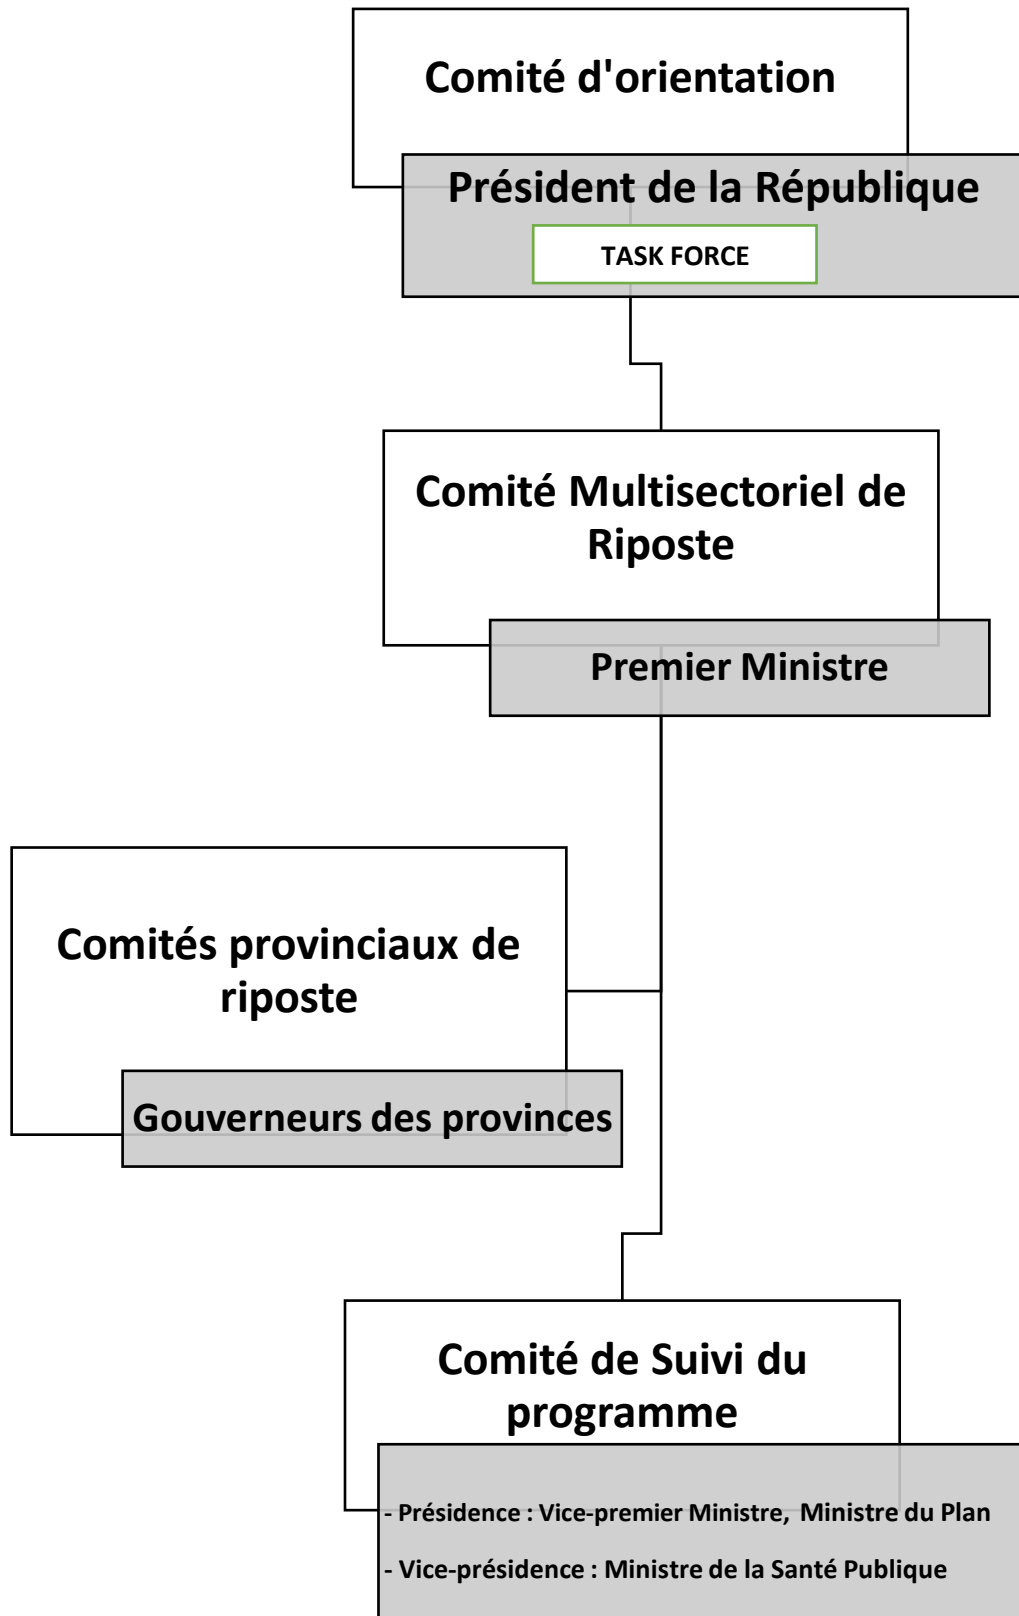 Comité d'orientation
Président de la République
TASK FORCE
Comité Multisectoriel de
Riposte
Premier Ministre
Comités provinciaux de
riposte
Gouverneurs des provinces
Comité de Suivi du
programme
- Présidence : Vice-premier Ministre, Ministre du Plan
- Vice-présidence : Ministre de la Santé Publique